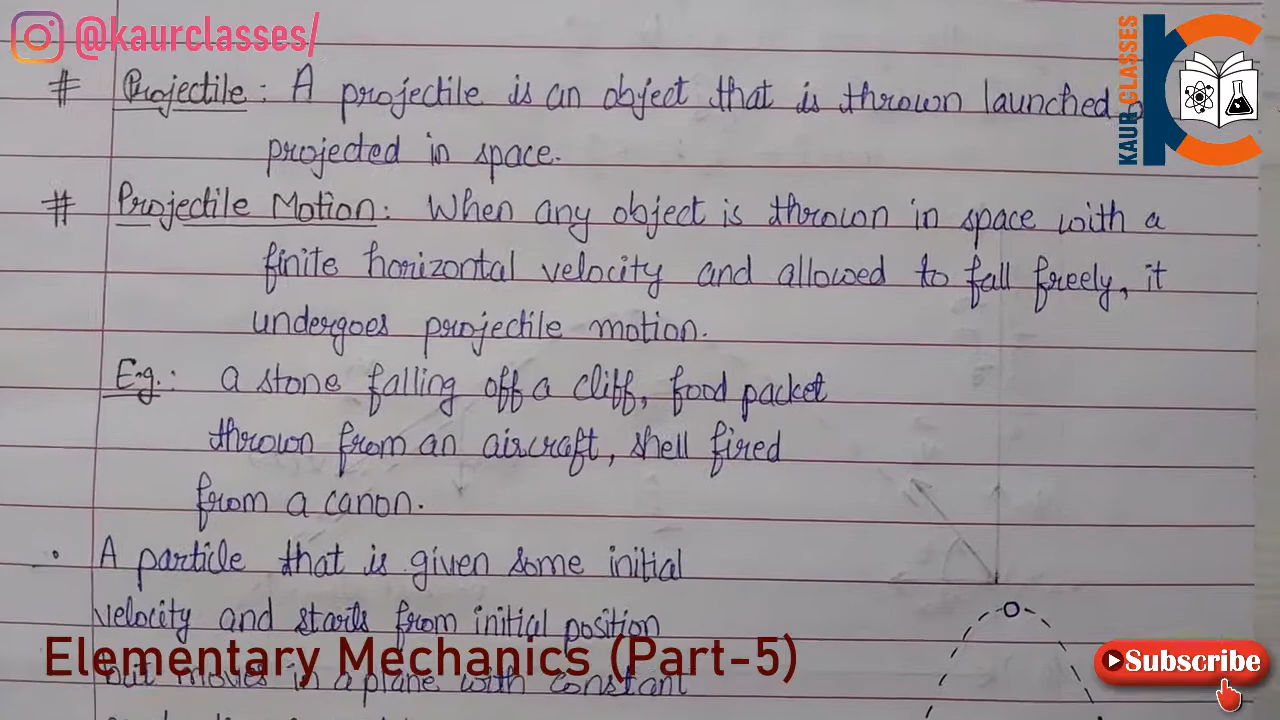 @kaurclasses/
KAUR CLASSES
# Projectile: A projectile is an object that is thrown launched
projected in space.
# Projectile Motion: When any object is thrown in space with a
finite horizontal velocity and allowed to fall freely, it
undergoes projectile motion.
E.g.: a stone falling off a cliff, food packet
thrown from an aircraft, shell fired
from a canon.
• A particle that is given some initial
velocity and starts from initial position
Elementary Mechanics (Part-5)
but moves in a plane with constant
Subscribe